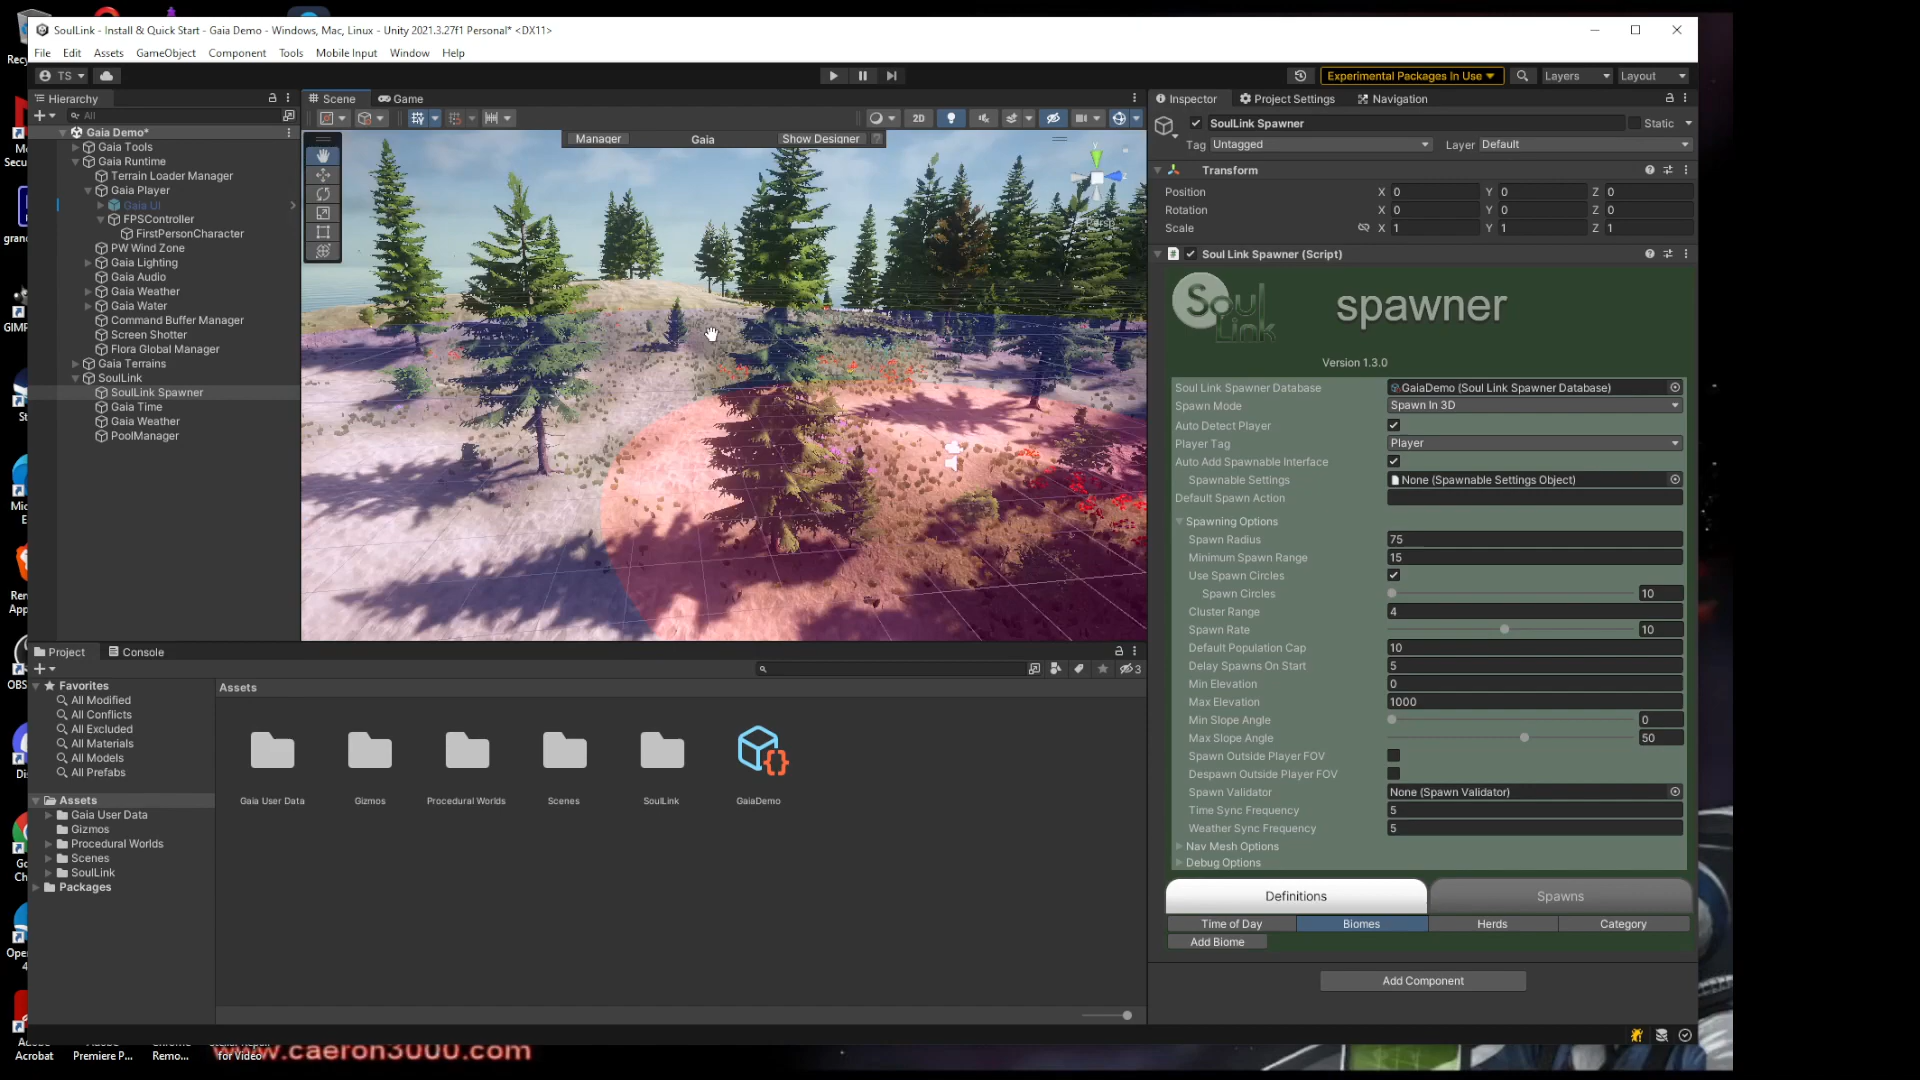 SoulLink - Install & Quick Start - Gaia Demo - Windows, Mac, Linux - Unity 2021.3.27f1 Personal* <DX11>
File Edit Assets GameObject Component Tools Mobile Input Window Help
TS Experimental Packages In Use Layers Layout
Hierarchy
All
Gaia Demo*
Gaia Tools
Gaia Runtime
Terrain Loader Manager
Gaia Player
Gaia UI
FPSController
FirstPersonCharacter
PW Wind Zone
Gaia Lighting
Gaia Audio
Gaia Weather
Gaia Water
Command Buffer Manager
Screen Shotter
Flora Global Manager
Gaia Terrains
SoulLink
SoulLink Spawner
Gaia Time
Gaia Weather
PoolManager
Scene Game
2D
Manager Gaia Show Designer
y
z
Persp
Inspector Project Settings Navigation
SoulLink Spawner Static
Tag Untagged Layer Default
Transform
Position X 0 Y 0 Z 0
Rotation X 0 Y 0 Z 0
Scale X 1 Y 1 Z 1
Soul Link Spawner (Script)
Soul Link spawner
Version 1.3.0
Soul Link Spawner Database GaiaDemo (Soul Link Spawner Database)
Spawn Mode Spawn In 3D
Auto Detect Player
Player Tag Player
Auto Add Spawnable Interface
Spawnable Settings None (Spawnable Settings Object)
Default Spawn Action
Spawning Options
Spawn Radius 75
Minimum Spawn Range 15
Use Spawn Circles
Spawn Circles 10
Cluster Range 4
Spawn Rate 10
Default Population Cap 10
Delay Spawns On Start 5
Min Elevation 0
Max Elevation 1000
Min Slope Angle 0
Max Slope Angle 50
Spawn Outside Player FOV
Despawn Outside Player FOV
Spawn Validator None (Spawn Validator)
Time Sync Frequency 5
Weather Sync Frequency 5
Nav Mesh Options
Debug Options
Definitions Spawns
Time of Day Biomes Herds Category
Add Biome
Add Component
Project Console
3
Favorites
All Modified
All Conflicts
All Excluded
All Materials
All Models
All Prefabs
Assets
Gaia User Data
Gizmos
Procedural Worlds
Scenes
SoulLink
Packages
Assets
Gaia User Data Gizmos Procedural Worlds Scenes SoulLink GaiaDemo
Acrobat Premiere P... Remo... for Video
www.caeron3000.com